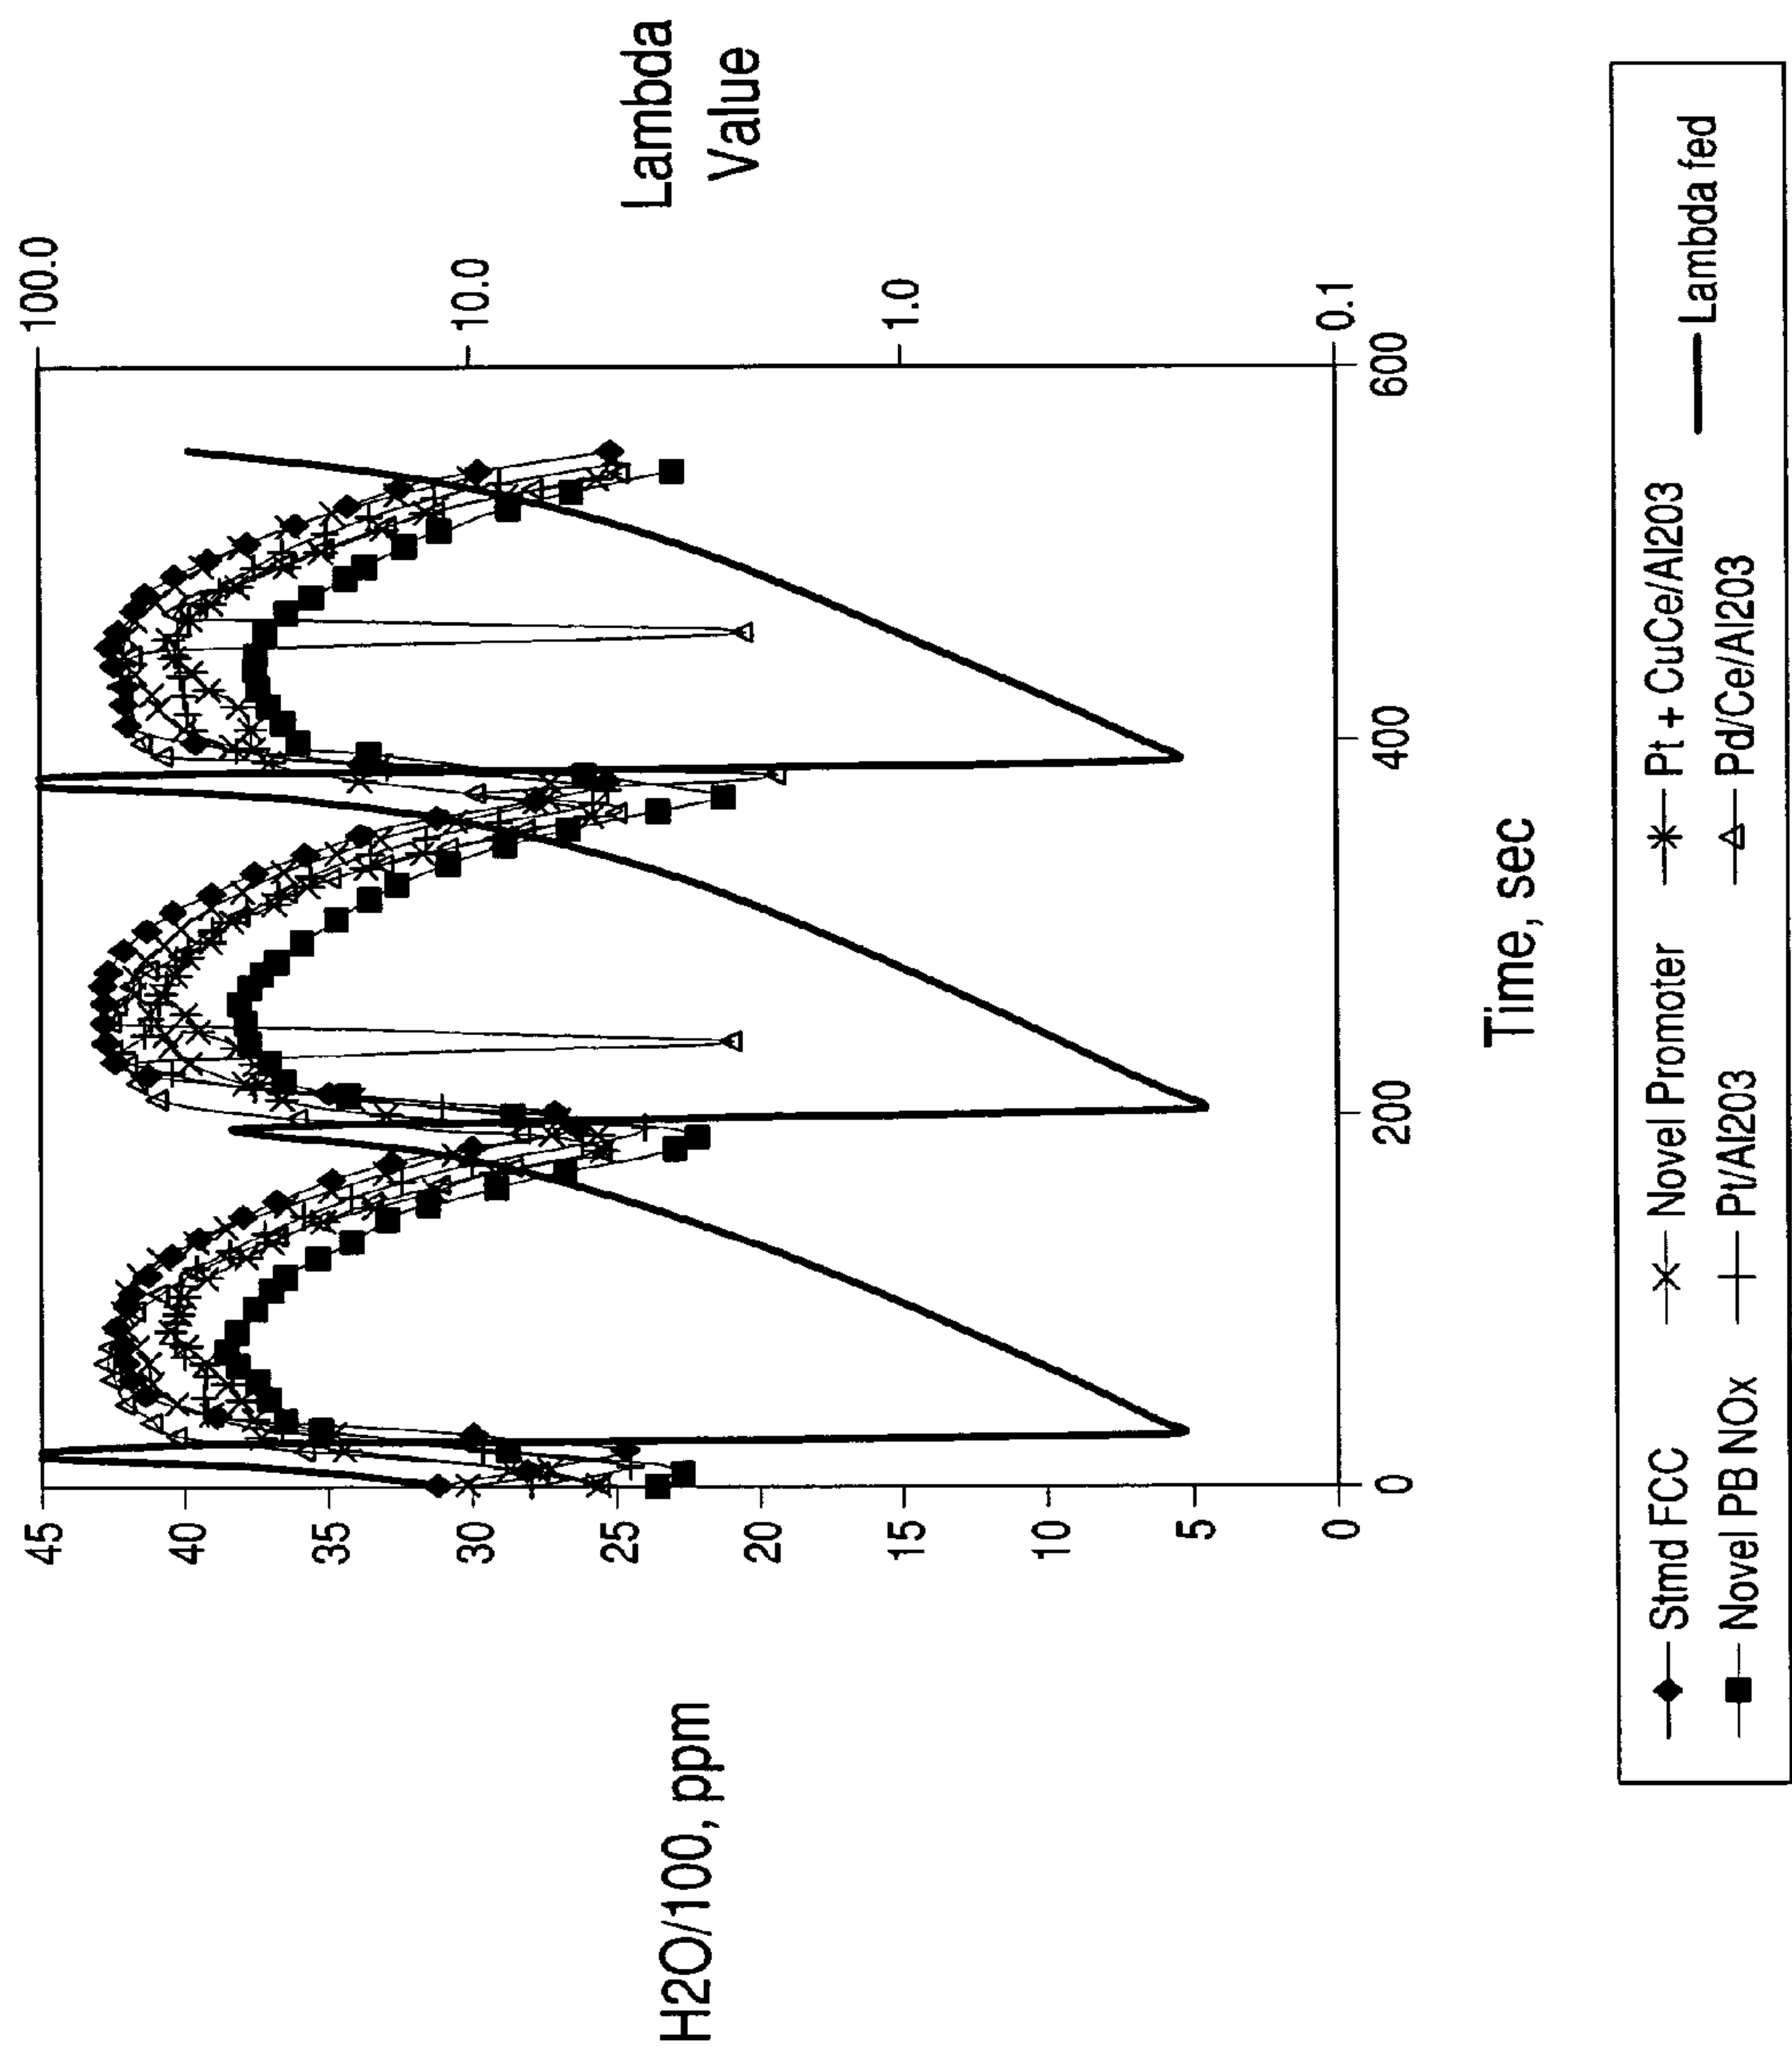 H2O/100, ppm
45
40
35
30
25
20
15
10
5
0
0
200
400
600
Time, sec
100.0
10.0
1.0
0.1
Lambda
Value
Stmd FCC
Novel Promoter
Pt + CuCe/Al203
Lambda fed
Novel PB NOx
Pt/Al203
Pd/Ce/Al203